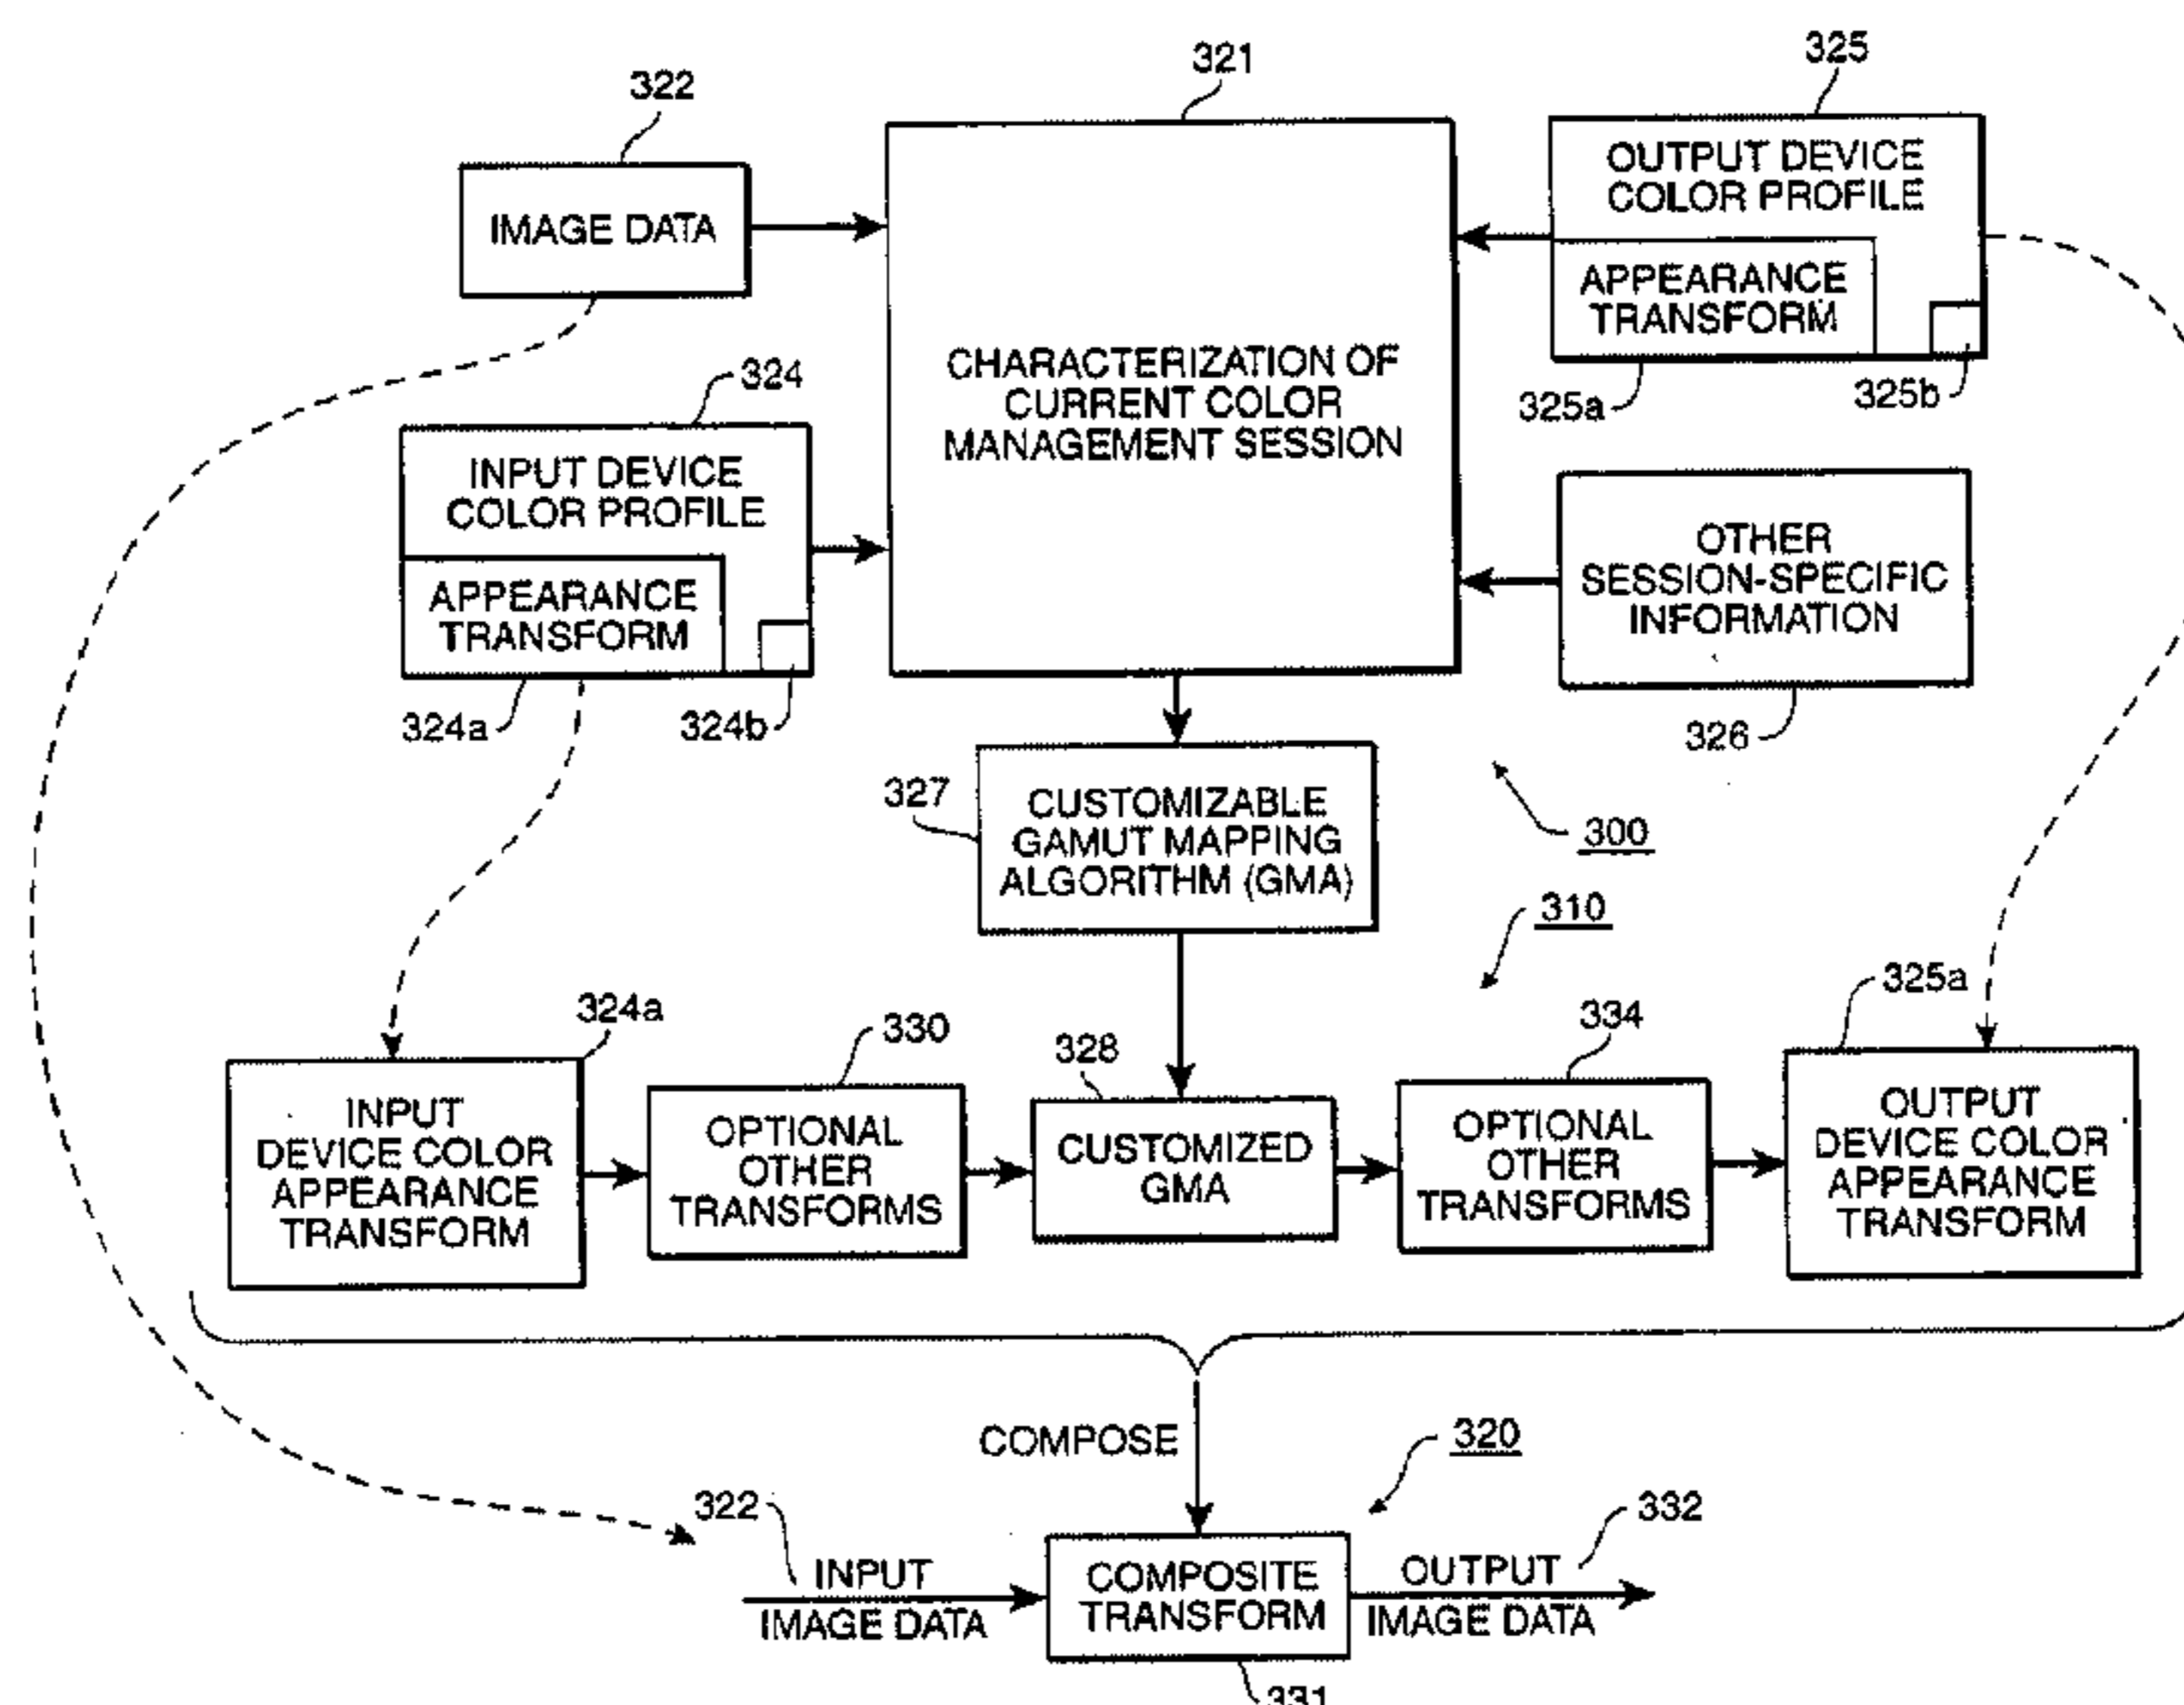 321
325
322
IMAGE DATA
OUTPUT DEVICE
COLOR PROFILE
APPEARANCE
TRANSFORM
325a
325b
CHARACTERIZATION OF
CURRENT COLOR
MANAGEMENT SESSION
324
INPUT DEVICE
COLOR PROFILE
APPEARANCE
TRANSFORM
324a
324b
OTHER
SESSION-SPECIFIC
INFORMATION
326
327
CUSTOMIZABLE
GAMUT MAPPING
ALGORITHM (GMA)
300
310
324a
INPUT
DEVICE COLOR
APPEARANCE
TRANSFORM
330
OPTIONAL
OTHER
TRANSFORMS
328
CUSTOMIZED
GMA
334
OPTIONAL
OTHER
TRANSFORMS
325a
OUTPUT
DEVICE COLOR
APPEARANCE
TRANSFORM
COMPOSE
320
322
INPUT
IMAGE DATA
COMPOSITE
TRANSFORM
331
332
OUTPUT
IMAGE DATA